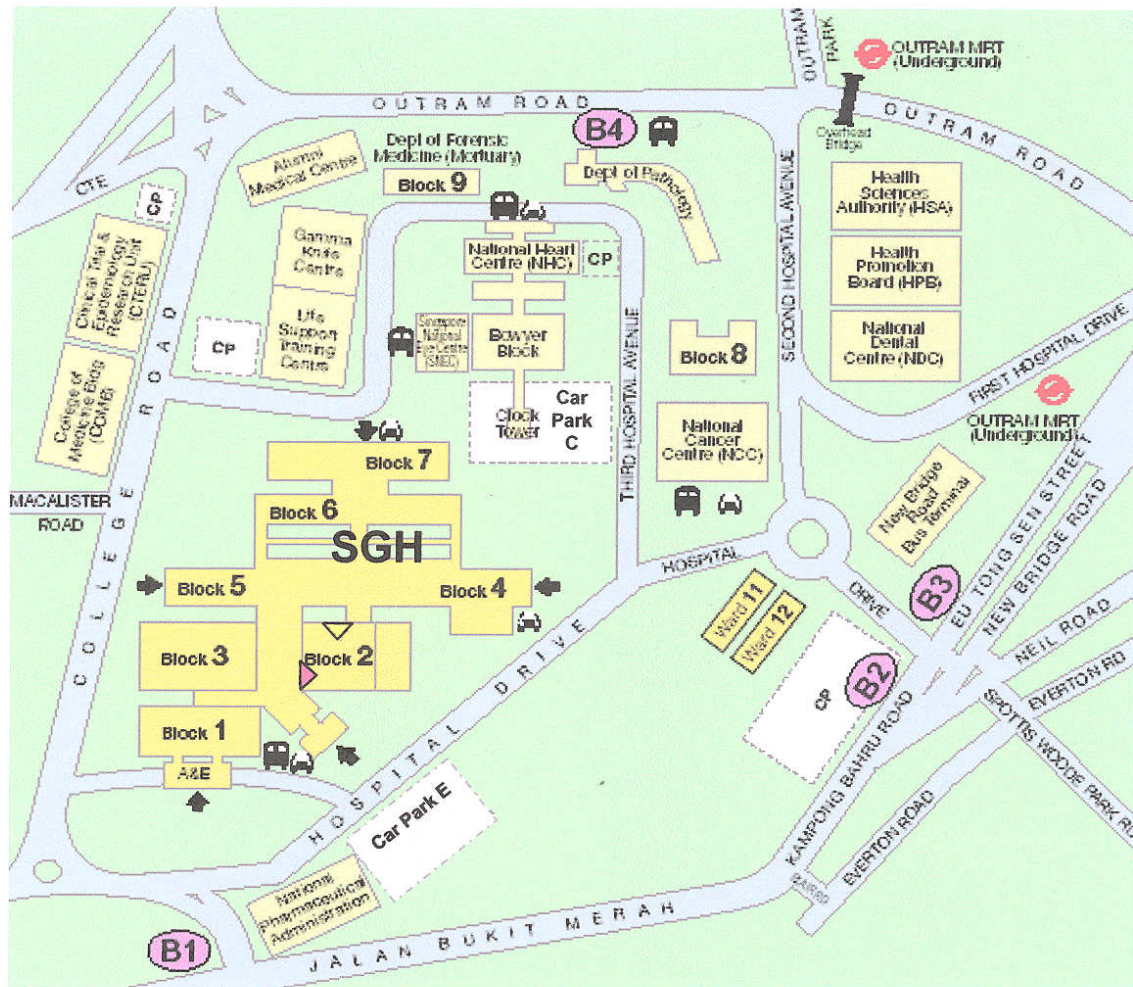 OUTRAM
PARK
OUTRAM MRT
(Underground)
OUTRAM ROAD
B4
Overhead
Bridge
OUTRAM ROAD
CTE
CP
Alumni
Medical Centre
Dept of Forensic
Medicine (Mortuary)
Block 9
Dept of Pathology
Health
Sciences
Authority (HSA)
Clinical Trial &
Epidemiology
Research Unit
(CTERU)
Gamma
Knife
Centre
National Heart
Centre (NHC)
CP
Health
Promotion
Board (HPB)
SECOND HOSPITAL AVENUE
CP
Life
Support
Training
Centre
Singapore
National
Eye Centre
(SNEC)
Bowyer
Block
THIRD HOSPITAL AVENUE
Block 8
National
Dental
Centre (NDC)
FIRST HOSPITAL DRIVE
College of
Medicine Bldg
(COMB)
COLLEGE ROAD
Clock
Tower
Car
Park
C
National
Cancer
Centre (NCC)
OUTRAM MRT
(Underground)
Block 7
MACALISTER
ROAD
Block 6
SGH
New Bridge
Road
Bus Terminal
EU TONG SEN STREET
NEW BRIDGE ROAD
Block 5
Block 4
HOSPITAL DRIVE
Ward 11
Ward 12
B3
NEIL ROAD
EVERTON RD
Block 3
Block 2
CP
B2
SPOTTIS WOODE PARK RD
Block 1
A&E
HOSPITAL DRIVE
Car Park E
KAMPONG BAHRU ROAD
EVERTON ROAD
National
Pharmaceutical
Administration
B1
JALAN BUKIT MERAH